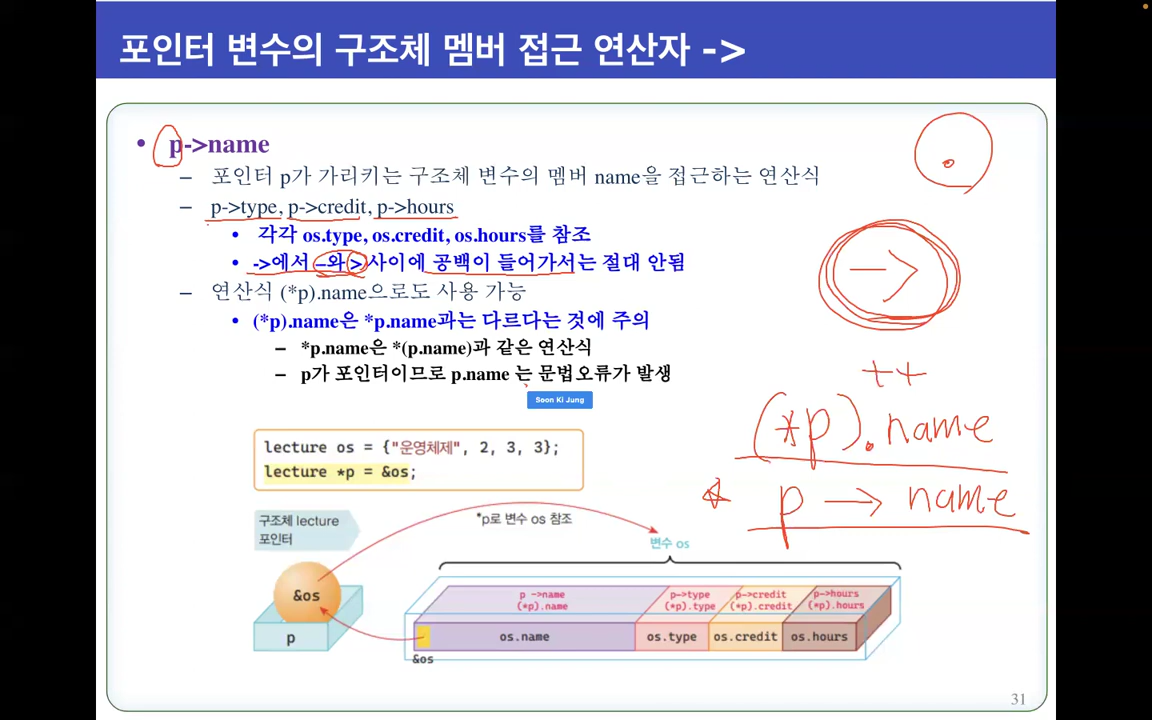 포인터 변수의 구조체 멤버 접근 연산자 ->
• p->name
– 포인터 p가 가리키는 구조체 변수의 멤버 name을 접근하는 연산식
– p->type, p->credit, p->hours
• 각각 os.type, os.credit, os.hours를 참조
• ->에서 –와 > 사이에 공백이 들어가서는 절대 안됨
– 연산식 (*p).name으로도 사용 가능
• (*p).name은 *p.name과는 다르다는 것에 주의
– *p.name은 *(p.name)과 같은 연산식
– p가 포인터이므로 p.name 는 문법오류가 발생
Soon Ki Jung
->
++
(*p).name
* p -> name
lecture os = {"운영체제", 2, 3, 3};
lecture *p = &os;
구조체 lecture
포인터
*p로 변수 os 참조
변수 os
&os
p
p ->name
(*p).name
p->type
(*p).type
p->credit
(*p).credit
p->hours
(*p).hours
os.name
os.type
os.credit
os.hours
&os
31